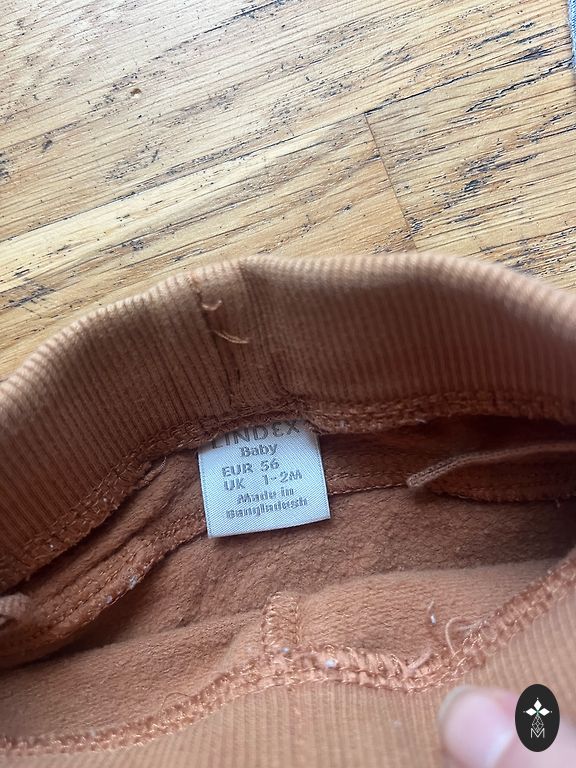 LINDEX
Baby
EUR 56
UK 1-2M
Made in
Bangladesh
M